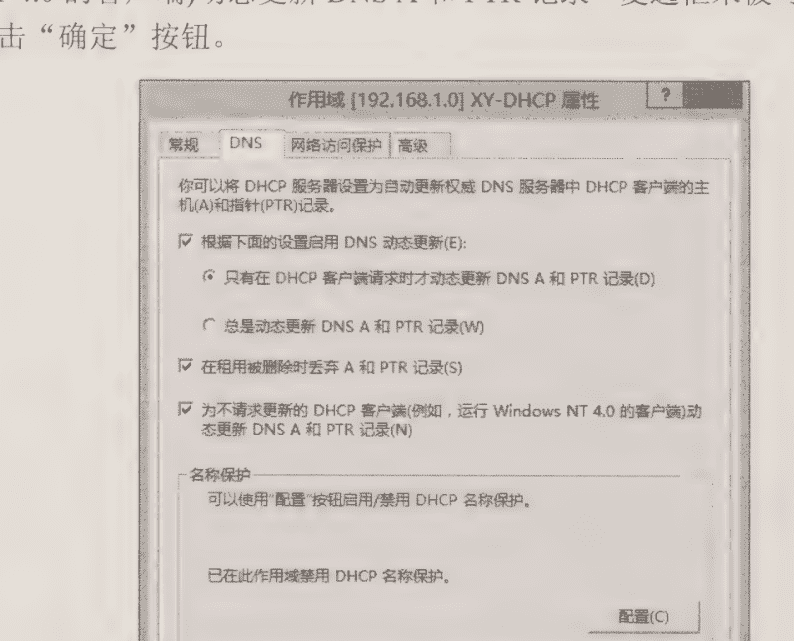 击“确定”按钮。
作用域 [192.168.1.0] XY-DHCP 属性
?
常规 DNS 网络访问保护 高级
你可以将 DHCP 服务器设置为自动更新权威 DNS 服务器中 DHCP 客户端的主
机(A)和指针(PTR)记录。
根据下面的设置启用 DNS 动态更新(E):
只有在 DHCP 客户端请求时才动态更新 DNS A 和 PTR 记录(D)
总是动态更新 DNS A 和 PTR 记录(W)
在租用被删除时丢弃 A 和 PTR 记录(S)
为不请求更新的 DHCP 客户端(例如，运行 Windows NT 4.0 的客户端)动
态更新 DNS A 和 PTR 记录(N)
名称保护
可以使用"配置"按钮启用/禁用 DHCP 名称保护。
已在此作用域禁用 DHCP 名称保护。
配置(C)